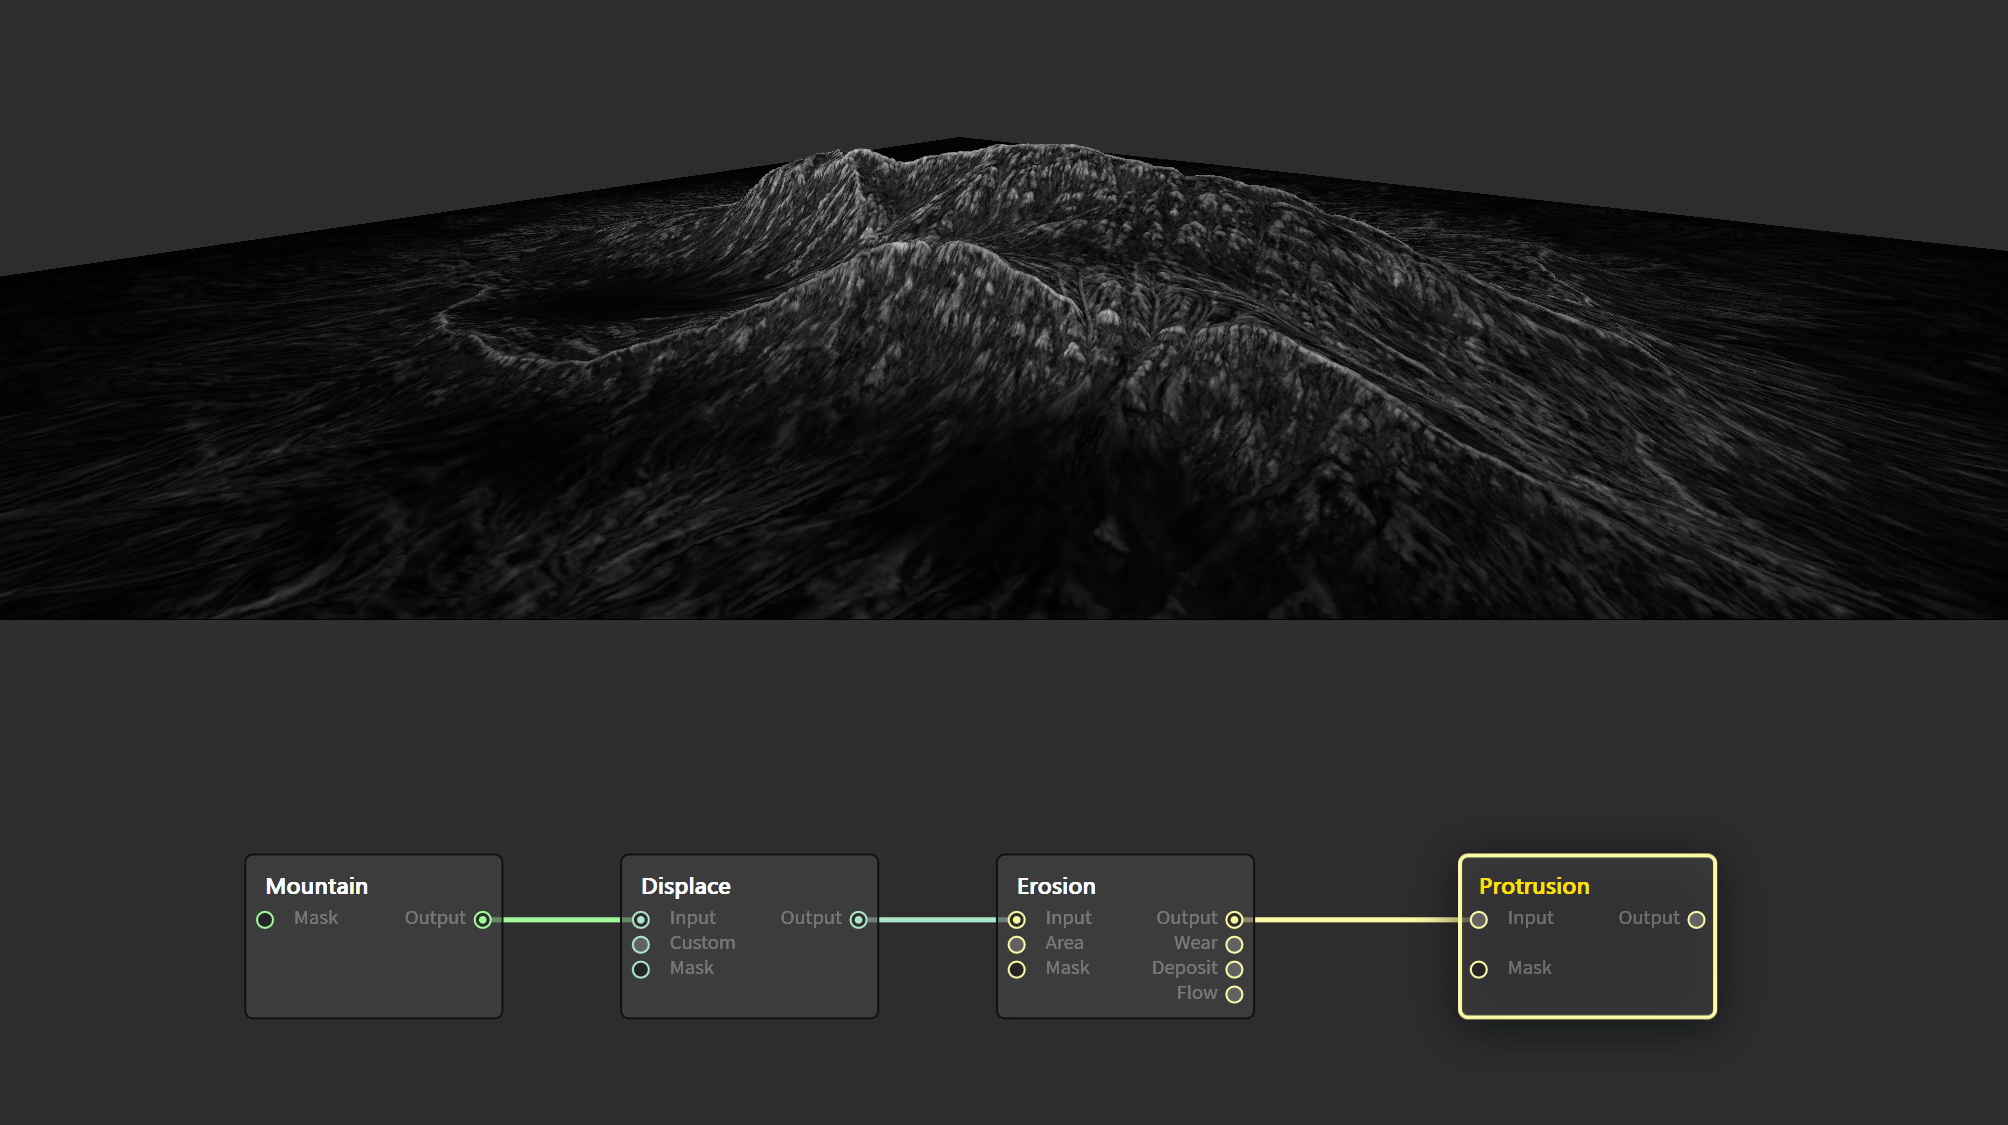 Mountain
Mask Output
Displace
Input Output
Custom
Mask
Erosion
Input Output
Area Wear
Mask Deposit
Flow
Protrusion
Input Output
Mask